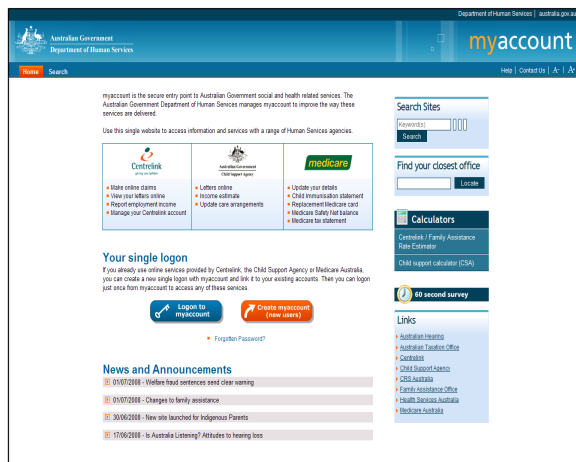 Department of Human Services | australia.gov.au
Australian Government
Department of Human Services
myaccount
Home Search
Help | Contact Us | A- | A+
myaccount is the secure entry point to Australian Government social and health related services. The
Australian Government Department of Human Services manages myaccount to improve the way these
services are delivered.
Use this single website to access information and services with a range of Human Services agencies.
Centrelink
giving you options
Make online claims
View your letters online
Report employment income
Manage your Centrelink account
Australian Government
Child Support Agency
Letters online
Income estimate
Update care arrangements
medicare
Update your details
Child Immunisation statement
Replacement Medicare card
Medicare Safety Net balance
Medicare tax statement
Your single logon
If you already use online services provided by Centrelink, the Child Support Agency or Medicare Australia,
you can create a new single logon with myaccount and link it to your existing accounts. Then you can logon
just once from myaccount to access any of these services.
Logon to
myaccount
Create myaccount
(new users)
Forgotten Password?
News and Announcements
01/07/2008 - Welfare fraud sentences send clear warning
01/07/2008 - Changes to family assistance
30/06/2008 - New site launched for Indigenous Parents
17/06/2008 - Is Australia Listening? Attitudes to hearing loss
Search Sites
Keyword(s)
Search
Find your closest office
Locate
Calculators
Centrelink / Family Assistance
Rate Estimator
Child support calculator (CSA)
60 second survey
Links
Australian Hearing
Australian Taxation Office
Centrelink
Child Support Agency
CRS Australia
Family Assistance Office
Health Services Australia
Medicare Australia